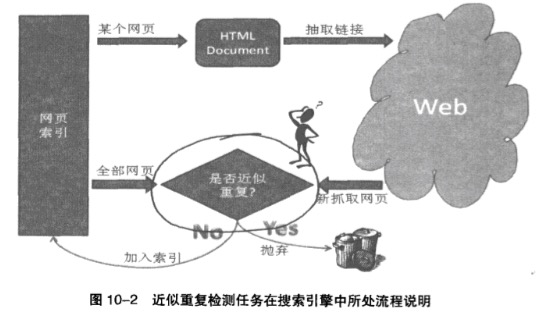 某个网页
HTML
Document
抽取链接
网页
索引
Web
全部网页
是否近似
重复?
新抓取网页
No
Yes
加入索引
抛弃
?
图 10-2 近似重复检测任务在搜索引擎中所处流程说明